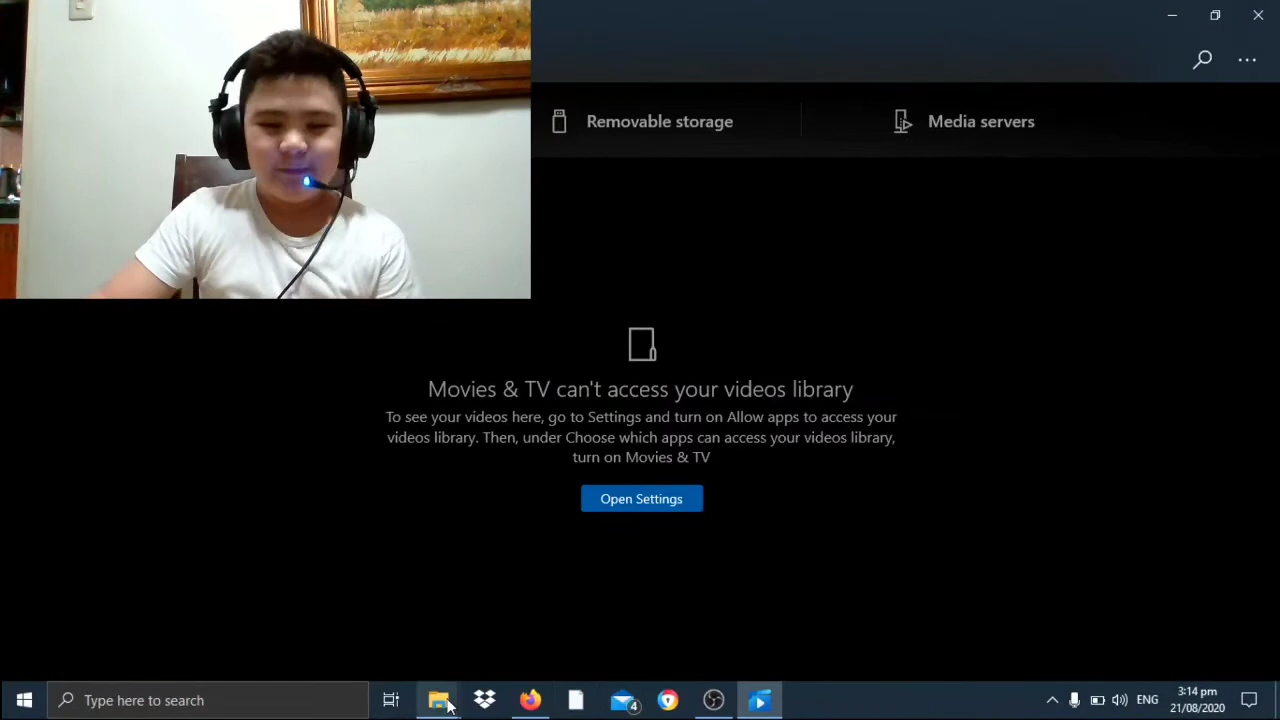 Removable storage
Media servers
Movies & TV can't access your videos library
To see your videos here, go to Settings and turn on Allow apps to access your
videos library. Then, under Choose which apps can access your videos library,
turn on Movies & TV
Open Settings
Type here to search
4
ENG
3:14 pm
21/08/2020